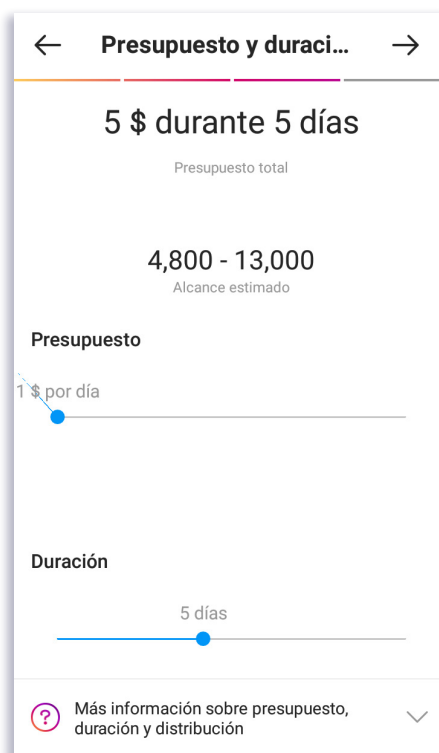 Presupuesto y duraci...
5 $ durante 5 días
Presupuesto total
4,800 - 13,000
Alcance estimado
Presupuesto
1 $ por día
Duración
5 días
?
Más información sobre presupuesto,
duración y distribución